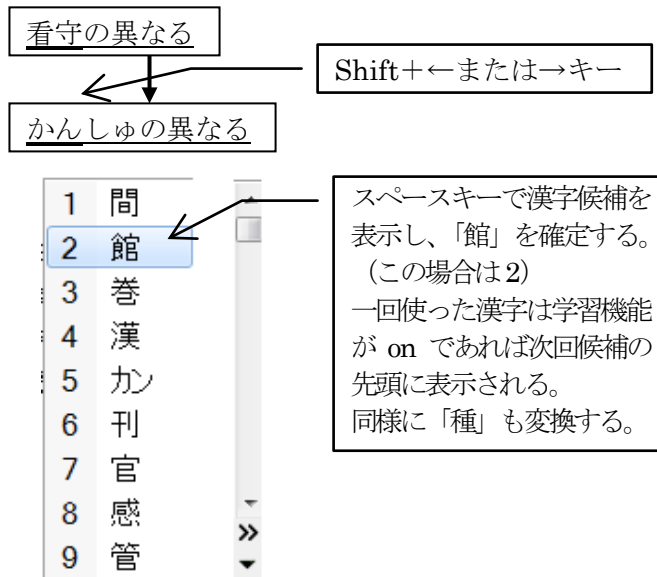 看守の異なる
Shift+←または→キー
かんしゅの異なる
1 間
2 館
3 巻
4 漢
5 カン
6 刊
7 官
8 感
9 管
スペースキーで漢字候補を
表示し、「館」を確定する。
（この場合は2）
一回使った漢字は学習機能
が on であれば次回候補の
先頭に表示される。
同様に「種」も変換する。